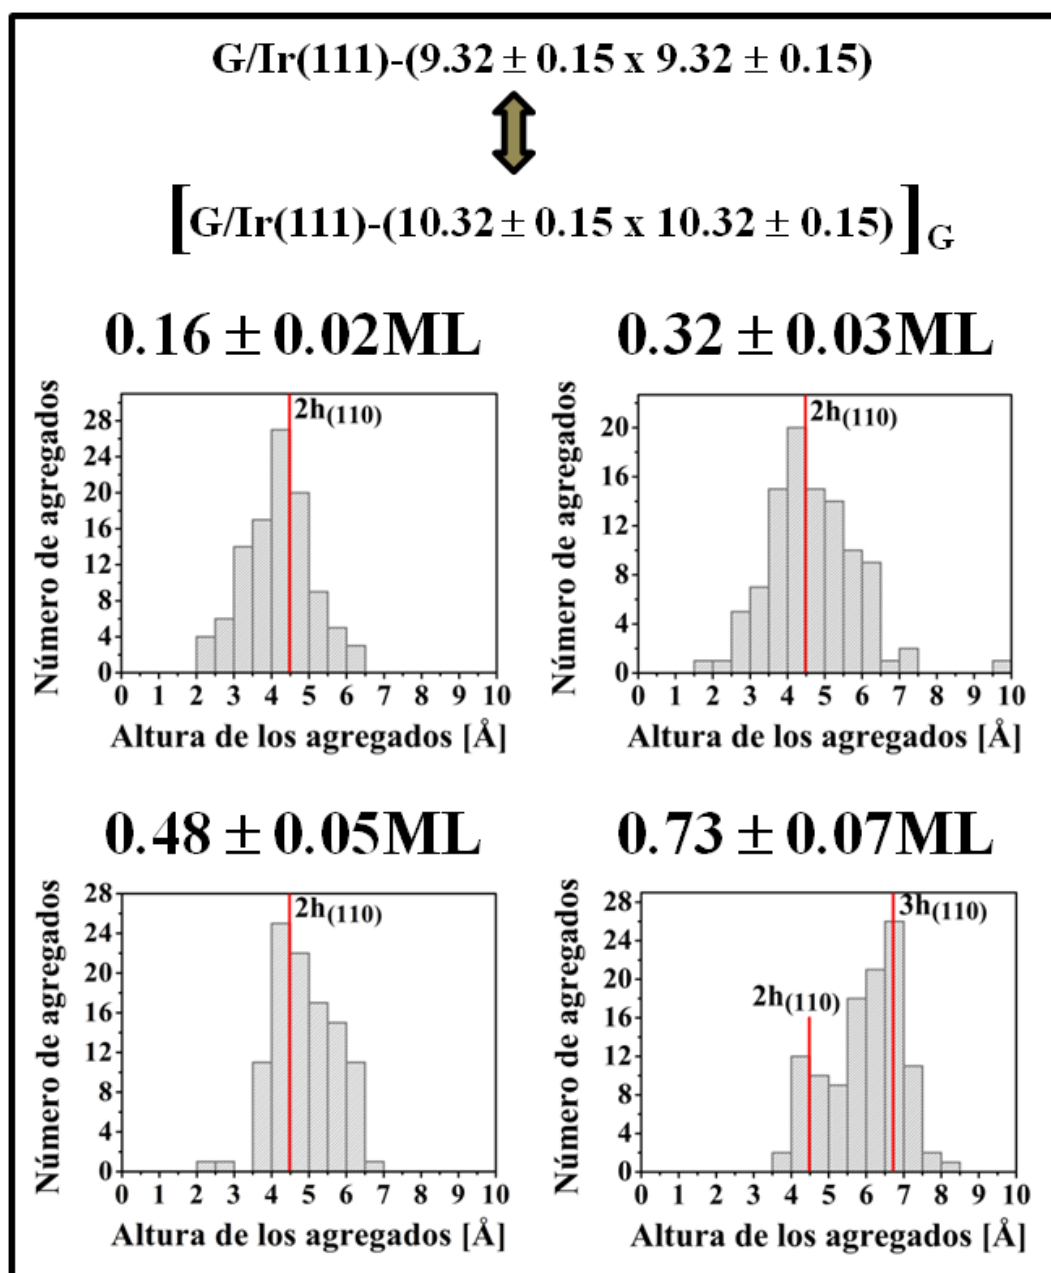 G/Ir(111)-(9.32 ± 0.15 x 9.32 ± 0.15)
[G/Ir(111)-(10.32 ± 0.15 x 10.32 ± 0.15)]G
0.16 ± 0.02ML
Número de agregados
28
24
20
16
12
8
4
0
2h(110)
0 1 2 3 4 5 6 7 8 9 10
Altura de los agregados [Å]
0.32 ± 0.03ML
Número de agregados
20
16
12
8
4
0
2h(110)
0 1 2 3 4 5 6 7 8 9 10
Altura de los agregados [Å]
0.48 ± 0.05ML
Número de agregados
28
24
20
16
12
8
4
0
2h(110)
0 1 2 3 4 5 6 7 8 9 10
Altura de los agregados [Å]
0.73 ± 0.07ML
Número de agregados
28
24
20
16
12
8
4
0
3h(110)
2h(110)
0 1 2 3 4 5 6 7 8 9 10
Altura de los agregados [Å]